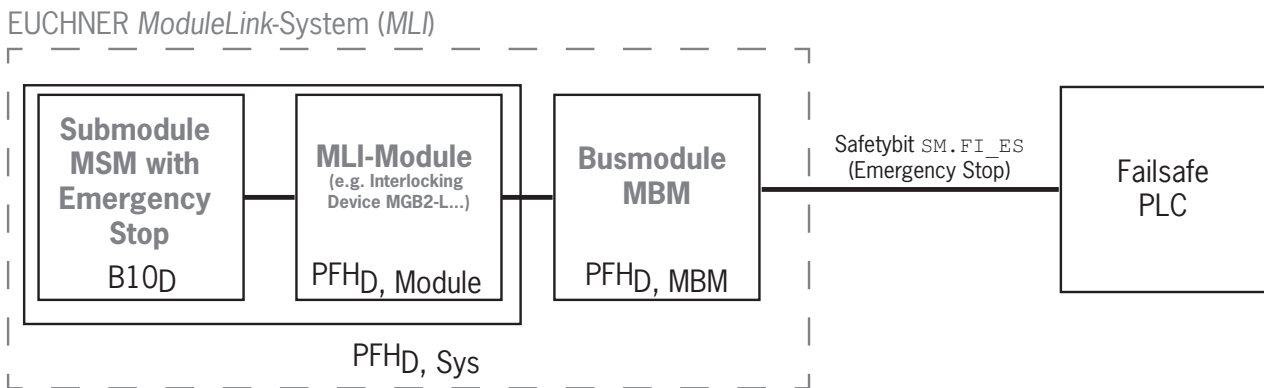 EUCHNER ModuleLink-System (MLI)
Submodule
MSM with
Emergency
Stop
B10D
MLI-Module
(e.g. Interlocking
Device MGB2-L...)
PFHD, Module
Busmodule
MBM
PFHD, MBM
PFHD, Sys
Safetybit SM.FI_ES
(Emergency Stop)
Failsafe
PLC